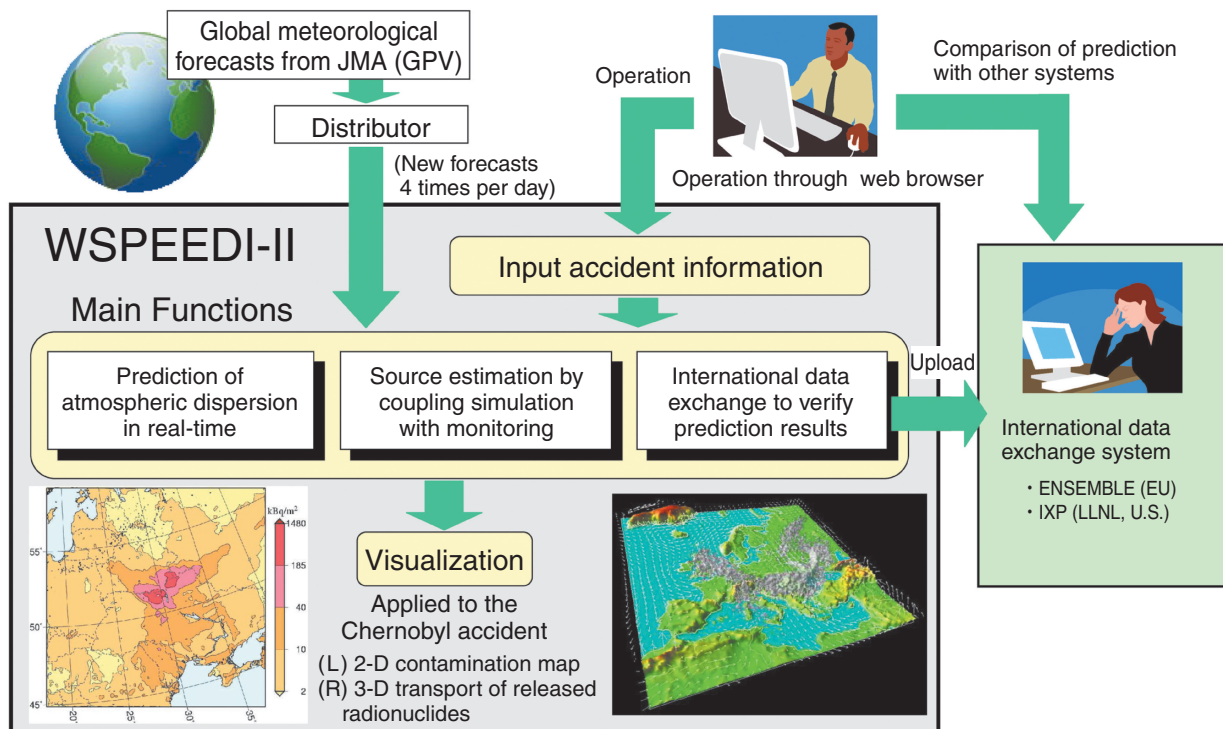 Global meteorological
forecasts from JMA (GPV)
Distributor
(New forecasts
4 times per day)
Operation
Operation through web browser
Comparison of prediction
with other systems
WSPEEDI-II
Main Functions
Input accident information
Prediction of
atmospheric dispersion
in real-time
Source estimation by
coupling simulation
with monitoring
International data
exchange to verify
prediction results
Upload
International data
exchange system
・ENSEMBLE (EU)
・IXP (LLNL, U.S.)
Visualization
Applied to the
Chernobyl accident
(L) 2-D contamination map
(R) 3-D transport of released
radionuclides
kBq/m²
1480
185
40
10
2
55°
50°
45°
20°
25°
30°
35°